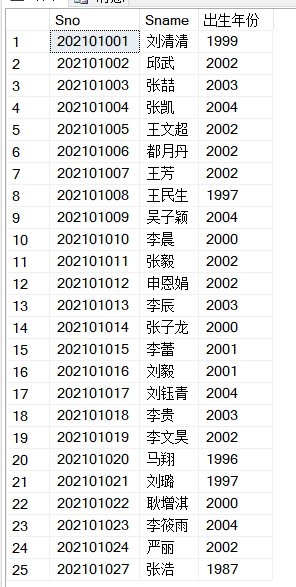 Sno Sname 出生年份
1 202101001 刘清清 1999
2 202101002 邱武 2002
3 202101003 张喆 2003
4 202101004 张凯 2004
5 202101005 王文超 2002
6 202101006 都月丹 2002
7 202101007 王芳 2002
8 202101008 王民生 1997
9 202101009 吴子颖 2004
10 202101010 李晨 2000
11 202101011 张毅 2002
12 202101012 申恩娟 2002
13 202101013 李辰 2003
14 202101014 张子龙 2000
15 202101015 李蕾 2001
16 202101016 刘毅 2001
17 202101017 刘钰青 2004
18 202101018 李贵 2003
19 202101019 李文昊 2002
20 202101020 马翔 1996
21 202101021 刘璐 1997
22 202101022 耿增淇 2000
23 202101023 李筱雨 2004
24 202101024 严丽 2002
25 202101027 张浩 1987